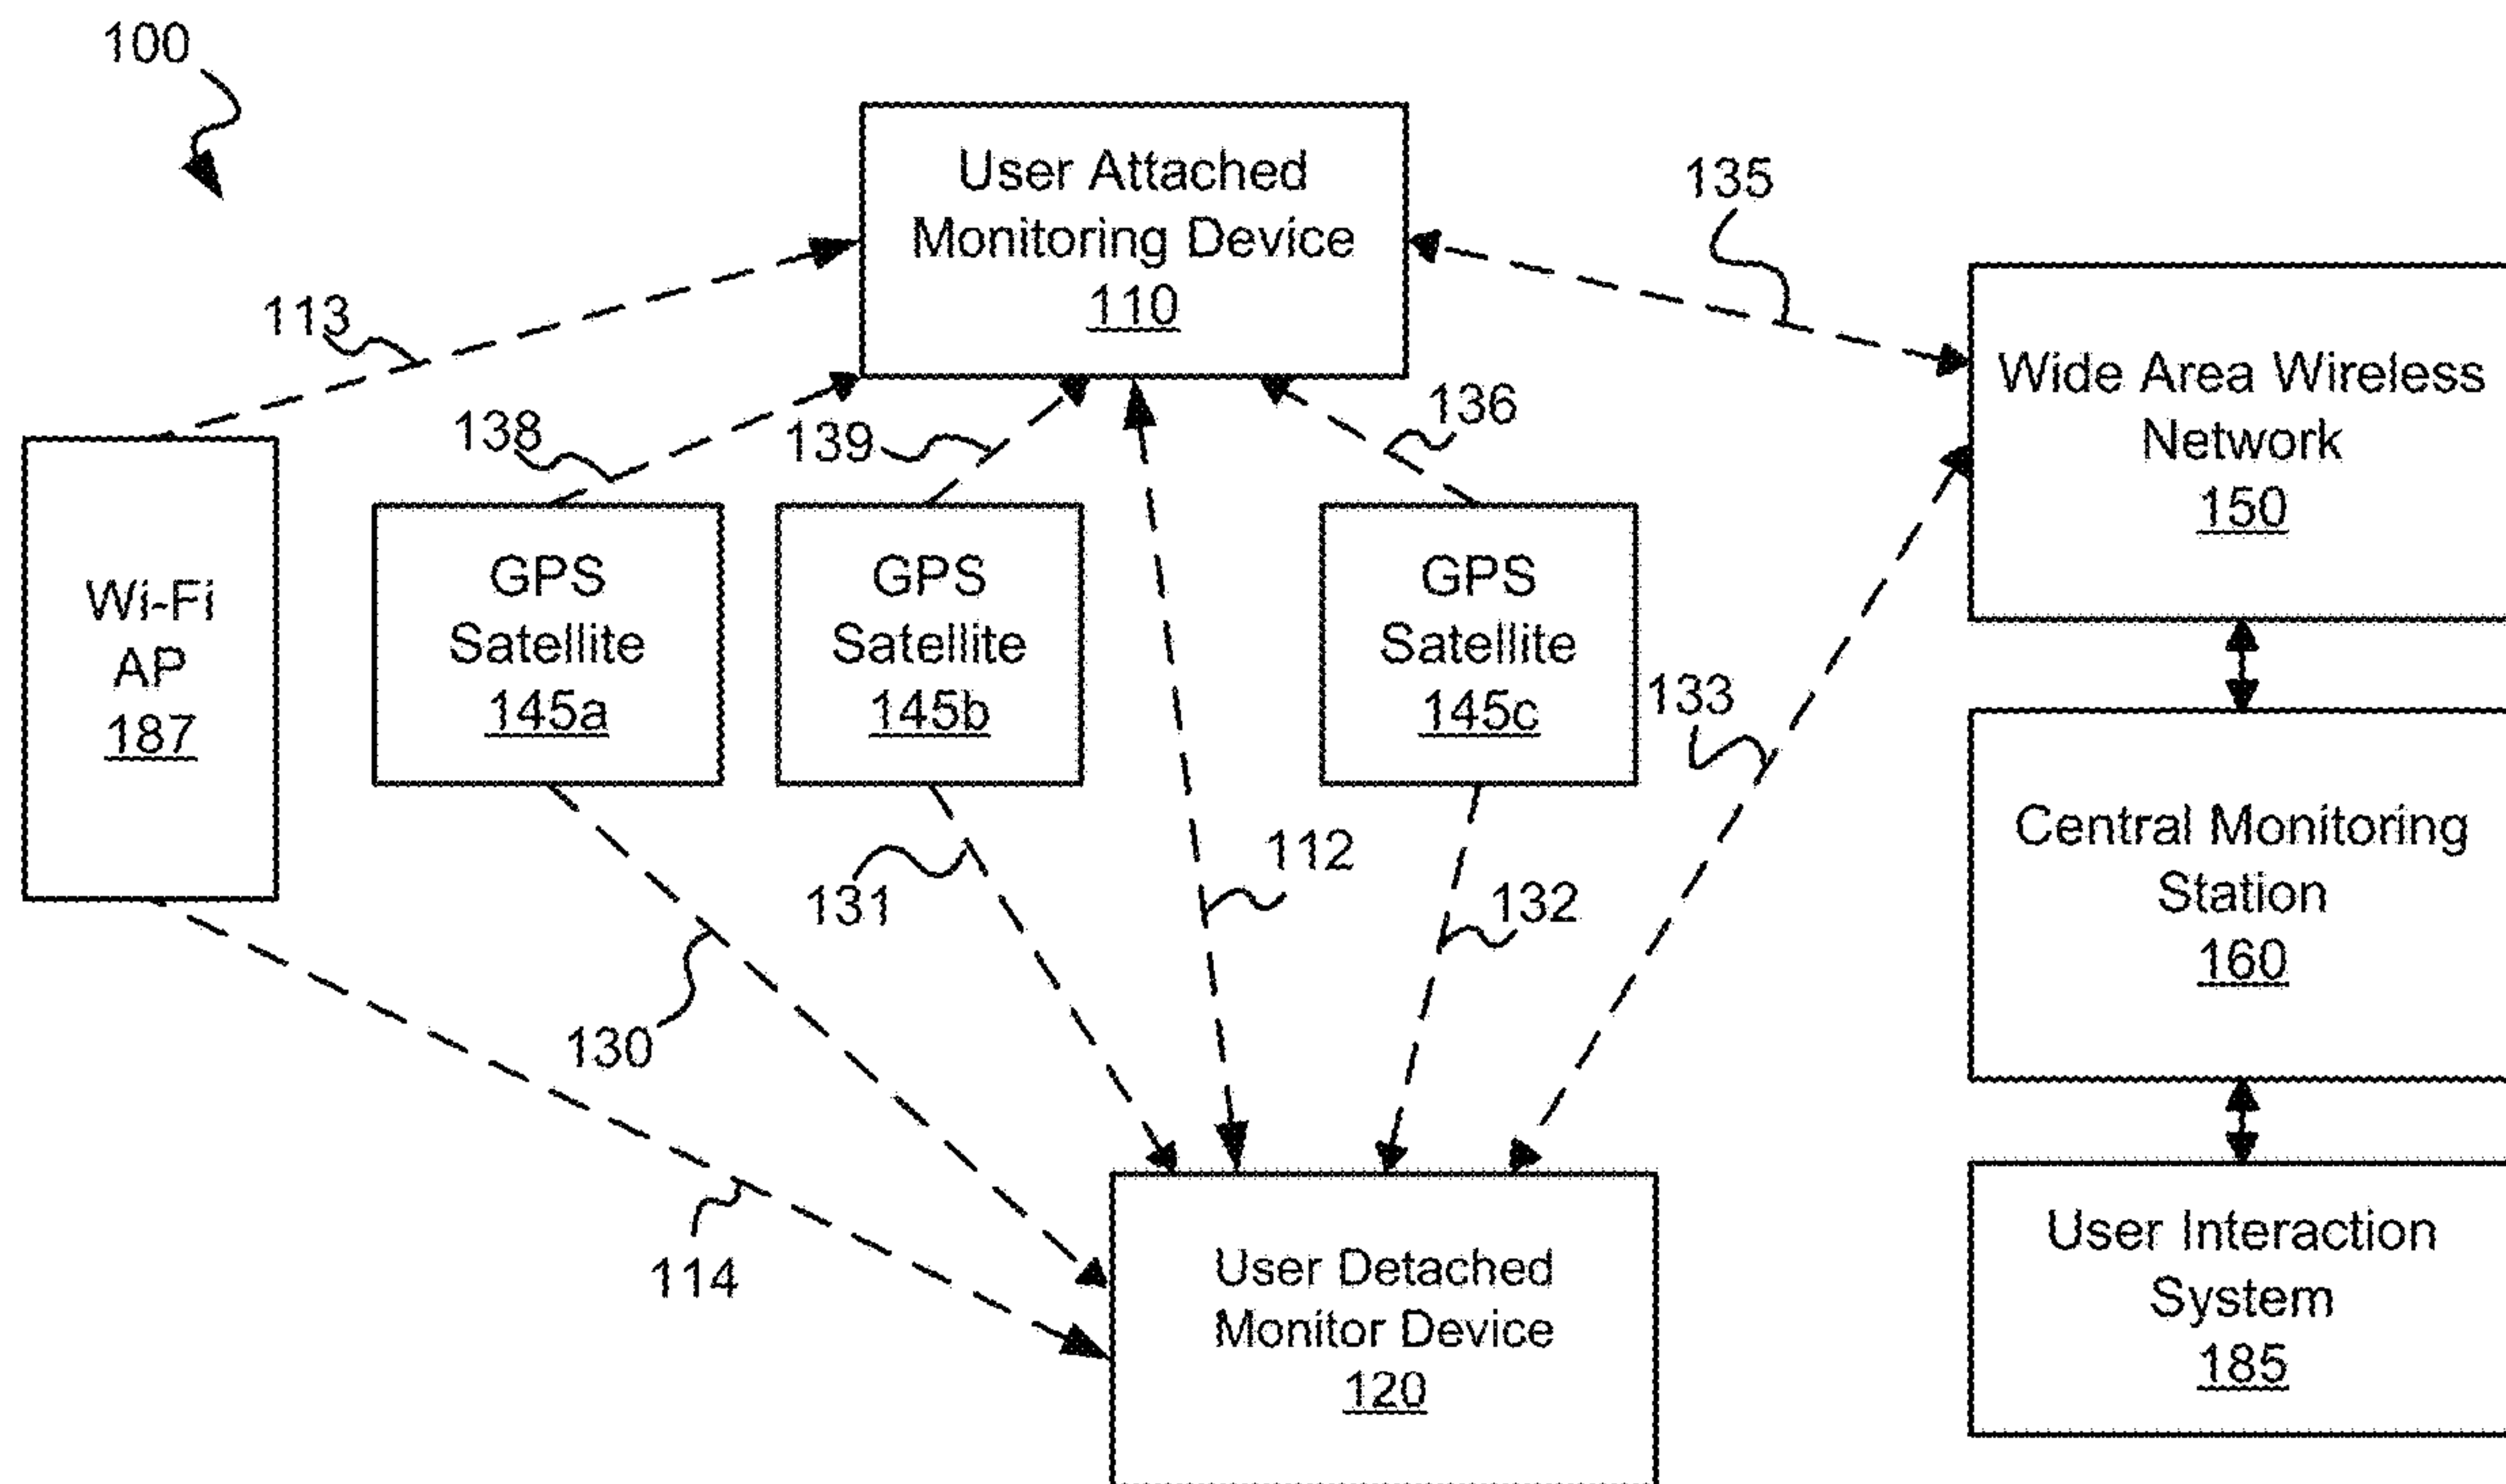 100
User Attached
Monitoring Device
110
135
113
138
139
136
Wide Area Wireless
Network
150
Wi-Fi
AP
187
GPS
Satellite
145a
GPS
Satellite
145b
GPS
Satellite
145c
133
131
112
132
130
114
Central Monitoring
Station
160
User Detached
Monitor Device
120
User Interaction
System
185